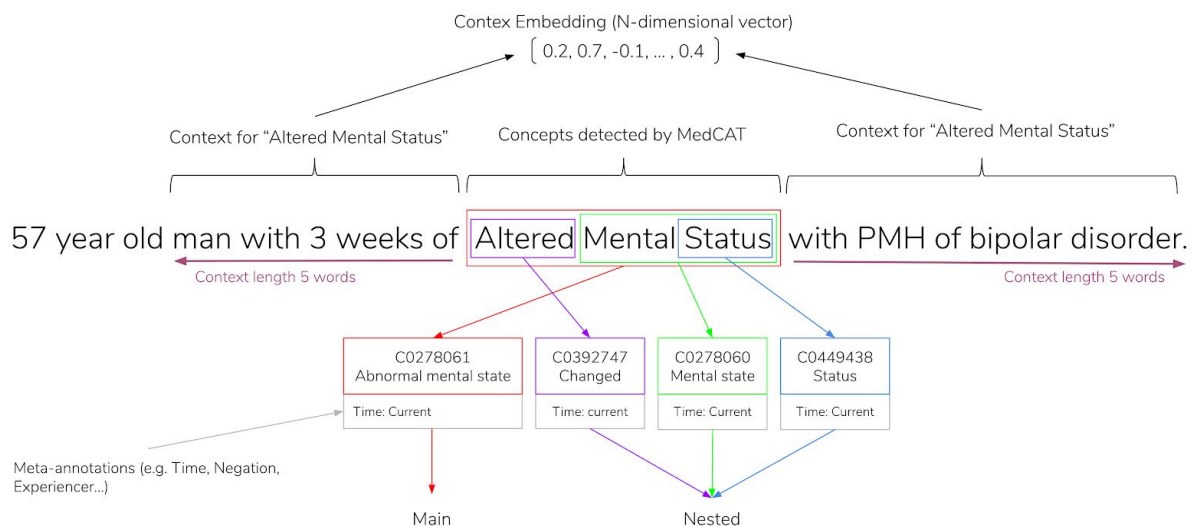 Contex Embedding (N-dimensional vector)
[ 0.2, 0.7, -0.1, ... , 0.4 ]
Context for “Altered Mental Status”
Concepts detected by MedCAT
Context for “Altered Mental Status”
57 year old man with 3 weeks of Altered Mental Status with PMH of bipolar disorder.
Context length 5 words
Context length 5 words
C0278061
Abnormal mental state
C0392747
Changed
C0278060
Mental state
C0449438
Status
Time: Current
Time: current
Time: Current
Time: Current
Meta-annotations (e.g. Time, Negation,
Experiencer...)
Main
Nested